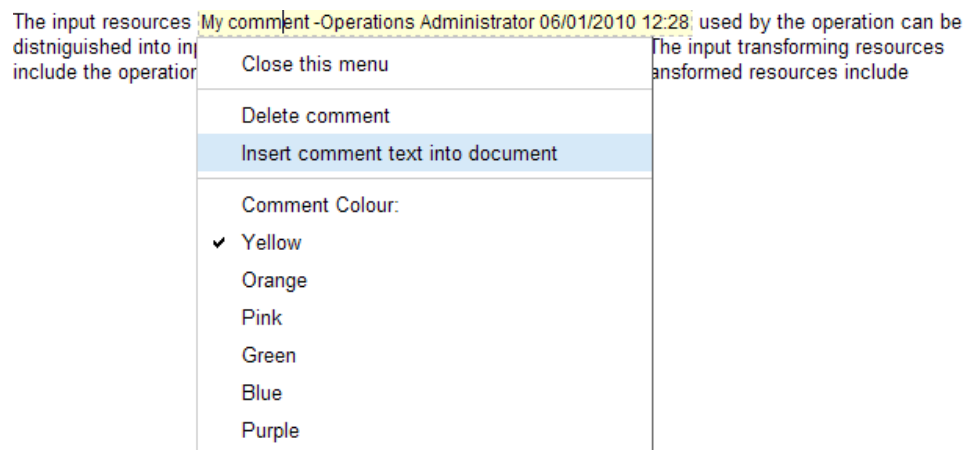 The input resources My comment -Operations Administrator 06/01/2010 12:28 used by the operation can be
distniguished into inp The input transforming resources
include the operation ansformed resources include
Close this menu
Delete comment
Insert comment text into document
Comment Colour:
Yellow
Orange
Pink
Green
Blue
Purple